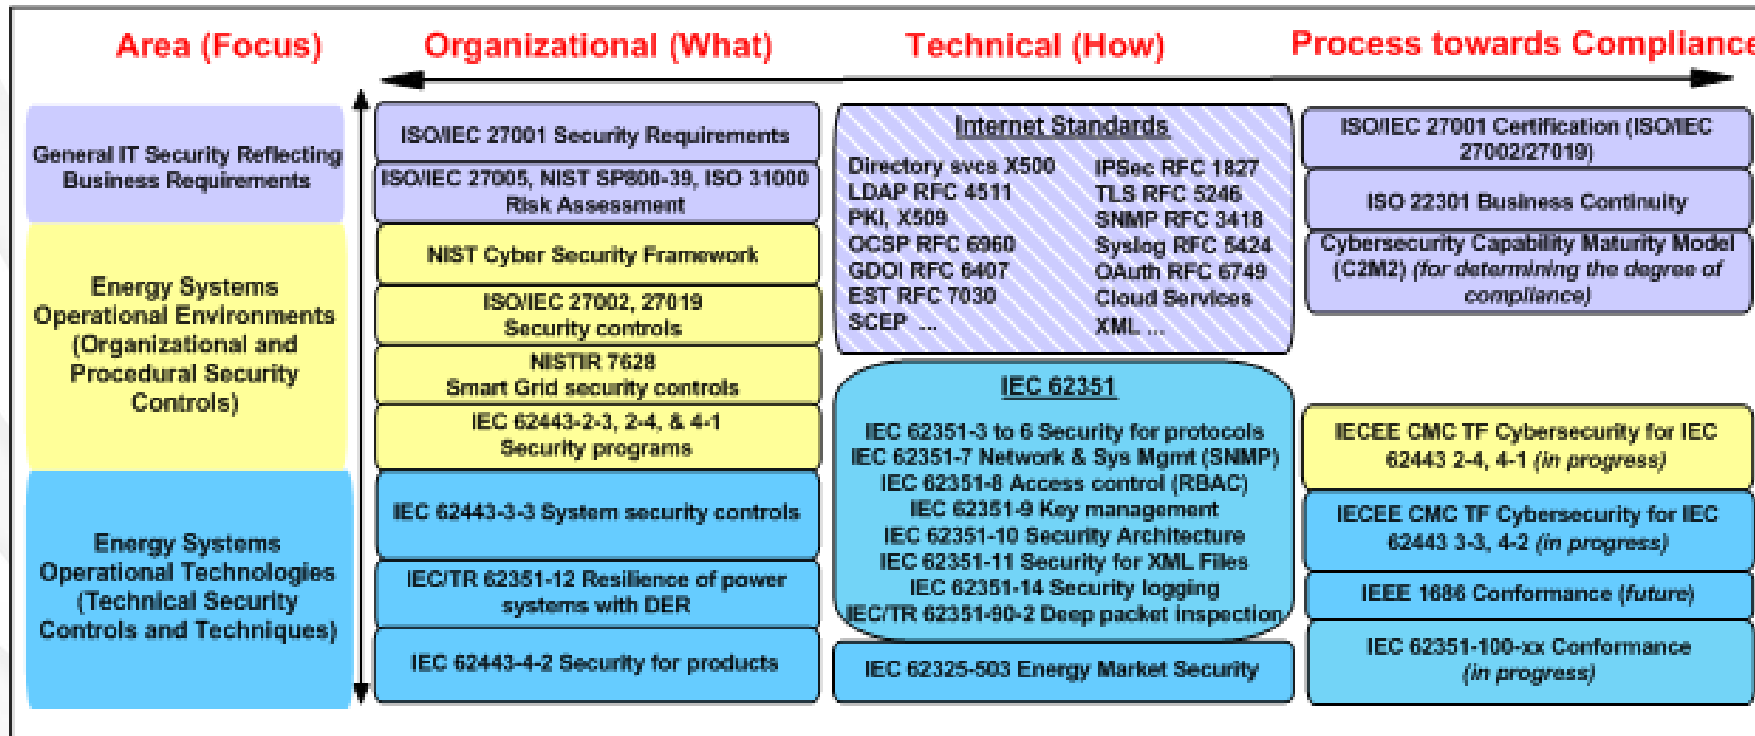 Area (Focus)
Organizational (What)
Technical (How)
Process towards Compliance
General IT Security Reflecting
Business Requirements
Energy Systems
Operational Environments
(Organizational and
Procedural Security
Controls)
Energy Systems
Operational Technologies
(Technical Security
Controls and Techniques)
ISO/IEC 27001 Security Requirements
ISO/IEC 27005, NIST SP800-39, ISO 31000
Risk Assessment
NIST Cyber Security Framework
ISO/IEC 27002, 27019
Security controls
NISTIR 7628
Smart Grid security controls
IEC 62443-2-3, 2-4, & 4-1
Security programs
IEC 62443-3-3 System security controls
IEC/TR 62351-12 Resilience of power
systems with DER
IEC 62443-4-2 Security for products
Internet Standards
Directory svcs X500
LDAP RFC 4511
PKI, X509
OCSP RFC 6960
GDOI RFC 6407
EST RFC 7030
SCEP ...
IPSec RFC 1827
TLS RFC 5246
SNMP RFC 3418
Syslog RFC 5424
OAuth RFC 6749
Cloud Services
XML ...
IEC 62351
IEC 62351-3 to 6 Security for protocols
IEC 62351-7 Network & Sys Mgmt (SNMP)
IEC 62351-8 Access control (RBAC)
IEC 62351-9 Key management
IEC 62351-10 Security Architecture
IEC 62351-11 Security for XML Files
IEC 62351-14 Security logging
IEC/TR 62351-90-2 Deep packet inspection
IEC 62325-503 Energy Market Security
ISO/IEC 27001 Certification (ISO/IEC
27002/27019)
ISO 22301 Business Continuity
Cybersecurity Capability Maturity Model
(C2M2) (for determining the degree of
compliance)
IECEE CMC TF Cybersecurity for IEC
62443 2-4, 4-1 (in progress)
IECEE CMC TF Cybersecurity for IEC
62443 3-3, 4-2 (in progress)
IEEE 1686 Conformance (future)
IEC 62351-100-xx Conformance
(in progress)